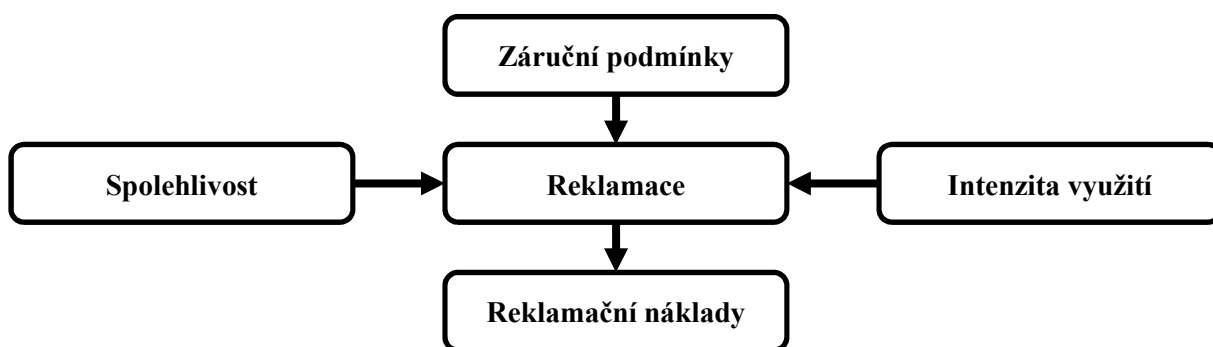 Záruční podmínky
Spolehlivost
Reklamace
Intenzita využití
Reklamační náklady